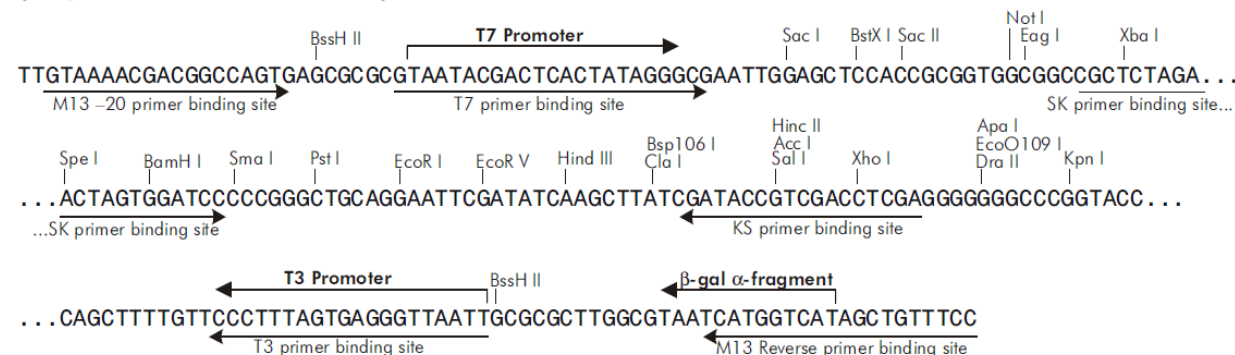 Not I
BssH II T7 Promoter Sac I BstX I Sac II Eag I Xba I
TTGTAAAACGACGGCCAGTGAGCGCGCGTAATACGACTCACTATAGGGCGAATTGGAGCTCCACCGCGGTGGCGGCCGCTCTAGA...
M13 –20 primer binding site T7 primer binding site SK primer binding site...
Hinc II Apa I
Bsp106 I Acc I EcoO109 I
Spe I BamH I Sma I Pst I EcoR I EcoR V Hind III Cla I Sal I Xho I Dra II Kpn I
...ACTAGTGGATCCCCCGGGCTGCAGGAATTCGATATCAAGCTTATCGATACCGTCGACCTCGAGGGGGGGCCCGGTACC...
...SK primer binding site KS primer binding site
T3 Promoter BssH II β-gal α-fragment
...CAGCTTTTGTTCCCTTTAGTGAGGGTTAATTGCGCGCTTGGCGTAATCATGGTCATAGCTGTTTCC
T3 primer binding site M13 Reverse primer binding site